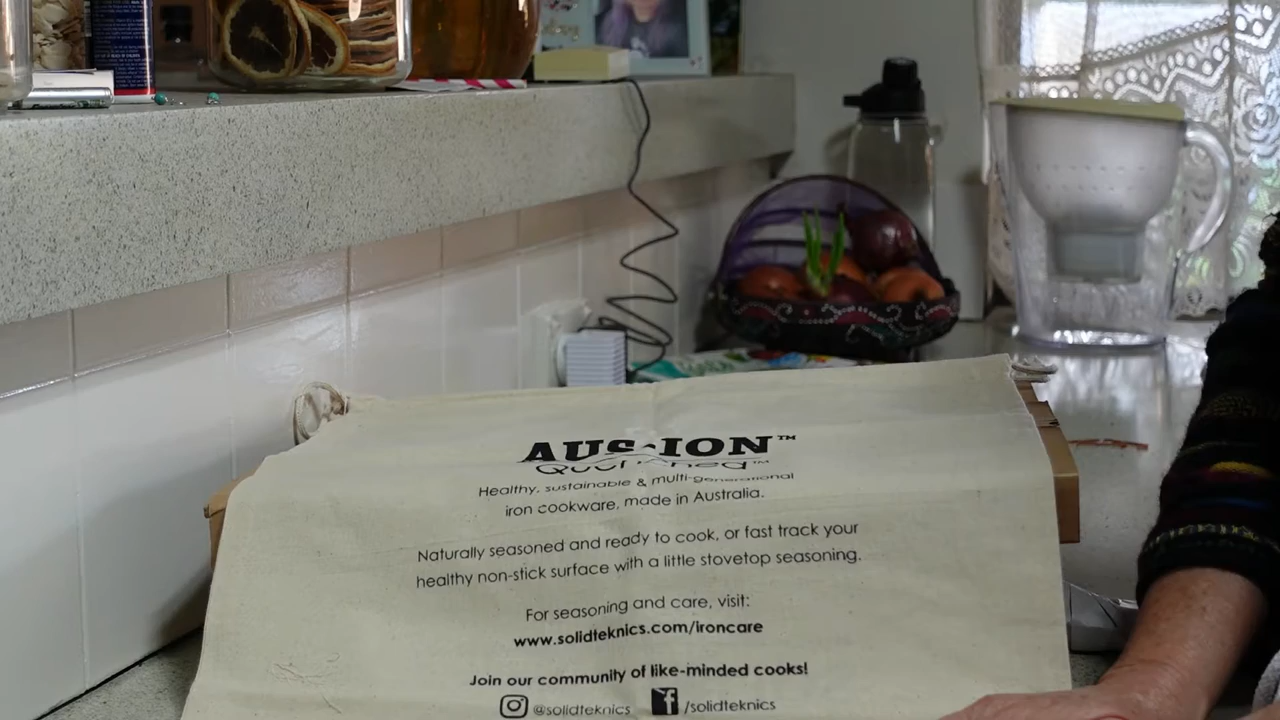 AUS-ION™
Quenched™
Healthy, sustainable & multi-generational
iron cookware, made in Australia.
Naturally seasoned and ready to cook, or fast track your
healthy non-stick surface with a little stovetop seasoning.
For seasoning and care, visit:
www.solidteknics.com/ironcare
Join our community of like-minded cooks!
@solidteknics /solidteknics